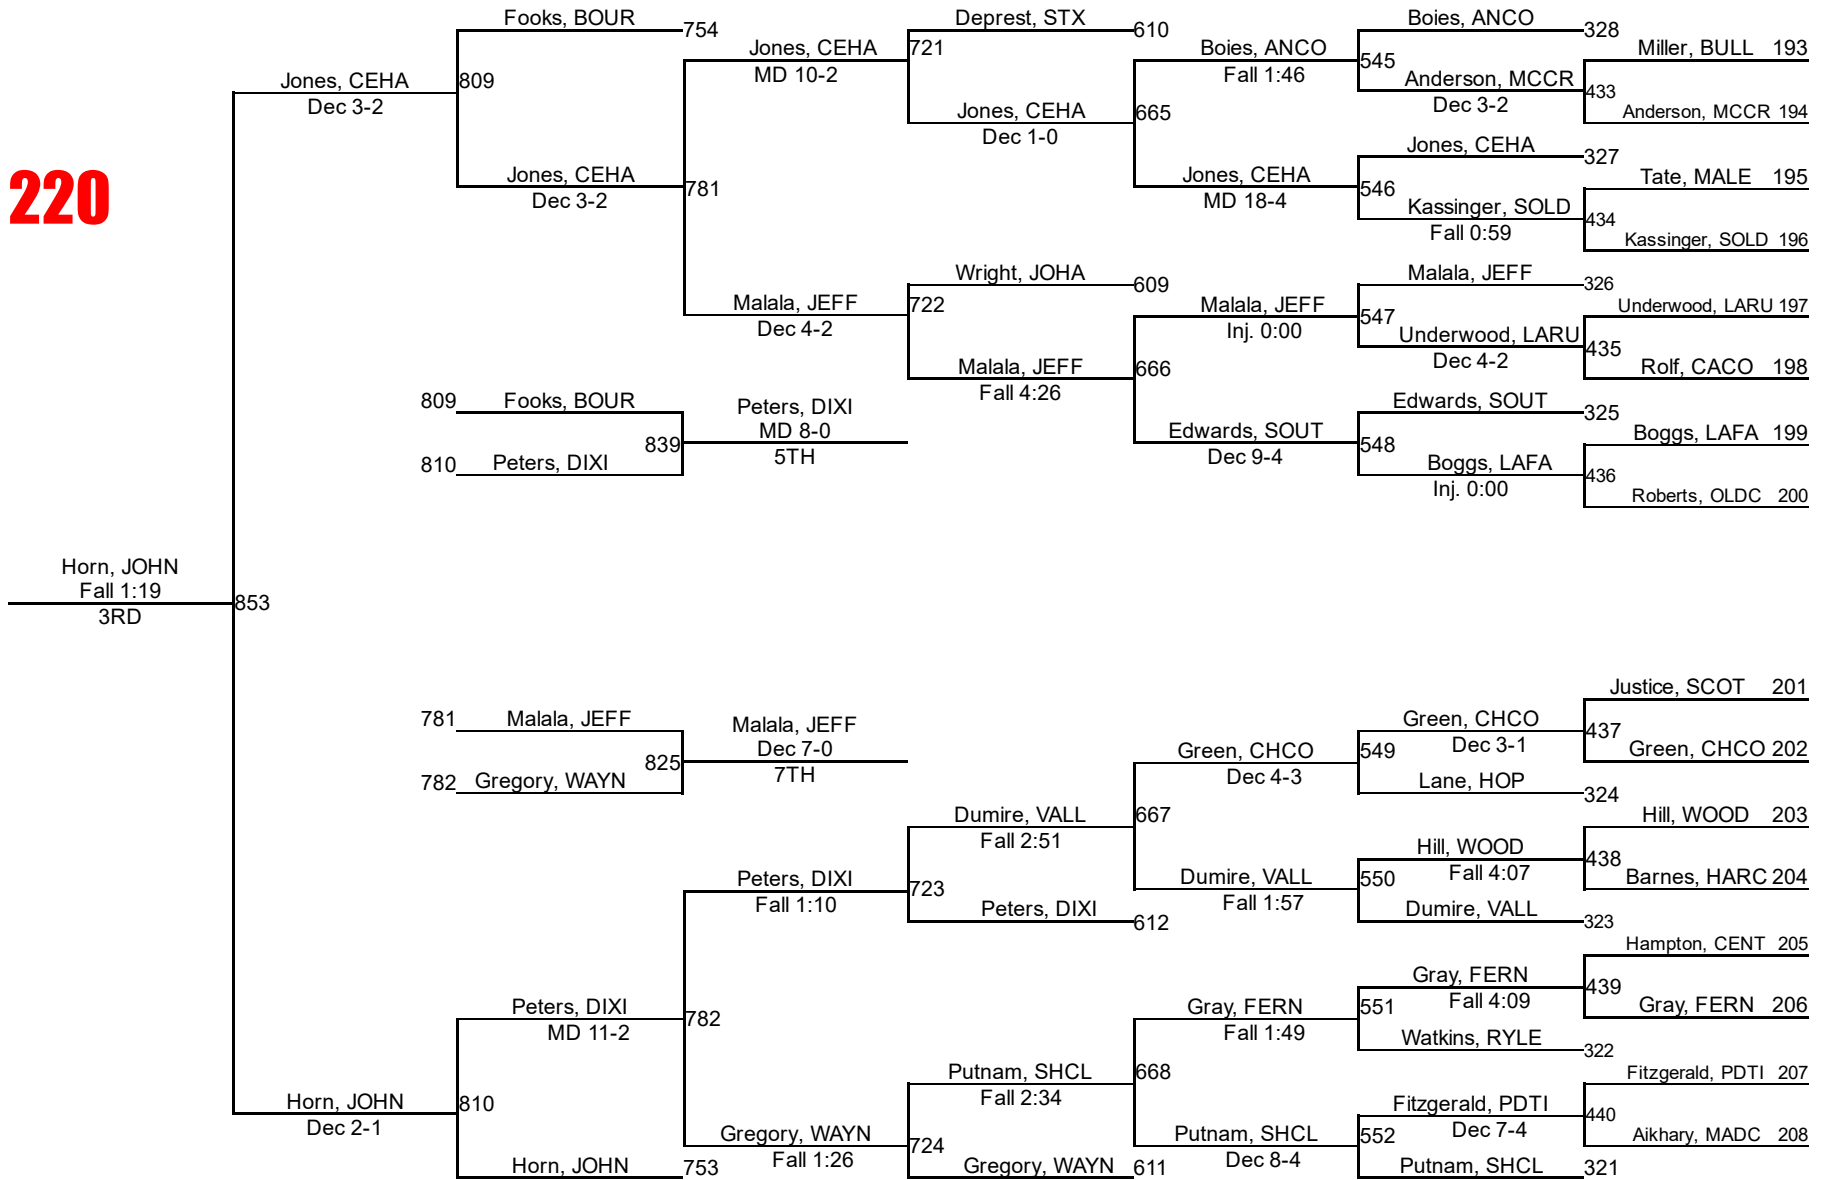 220
Fooks, BOUR
754
Deprest, STX
610
Boies, ANCO
328
Jones, CEHA
MD 10-2
721
Boies, ANCO
Fall 1:46
545
Miller, BULL 193
Jones, CEHA
Dec 3-2
809
Anderson, MCCR
Dec 3-2
433
Anderson, MCCR 194
Jones, CEHA
Dec 1-0
665
Jones, CEHA
327
Jones, CEHA
Dec 3-2
781
Jones, CEHA
MD 18-4
546
Tate, MALE 195
Kassinger, SOLD
Fall 0:59
434
Kassinger, SOLD 196
Wright, JOHA
609
Malala, JEFF
326
Malala, JEFF
Dec 4-2
722
Malala, JEFF
Inj. 0:00
547
Underwood, LARU 197
Underwood, LARU
Dec 4-2
435
Malala, JEFF
Fall 4:26
666
Rolf, CACO 198
809
Fooks, BOUR
Peters, DIXI
MD 8-0
5TH
839
810
Peters, DIXI
Edwards, SOUT
325
Edwards, SOUT
Dec 9-4
548
Boggs, LAFA 199
Boggs, LAFA
Inj. 0:00
436
Roberts, OLDC 200
Horn, JOHN
Fall 1:19
3RD
853
Justice, SCOT 201
781
Malala, JEFF
Malala, JEFF
Dec 7-0
7TH
825
782
Gregory, WAYN
Green, CHCO
Dec 3-1
437
Green, CHCO
Dec 4-3
549
Green, CHCO 202
Lane, HOP
324
Dumire, VALL
Fall 2:51
667
Hill, WOOD 203
Hill, WOOD
Fall 4:07
438
Peters, DIXI
Fall 1:10
723
Dumire, VALL
Fall 1:57
550
Barnes, HARC 204
Peters, DIXI
612
Dumire, VALL
323
Hampton, CENT 205
Gray, FERN
Fall 4:09
439
Peters, DIXI
MD 11-2
782
Gray, FERN
Fall 1:49
551
Gray, FERN 206
Watkins, RYLE
322
Putnam, SHCL
Fall 2:34
668
Fitzgerald, PDTI 207
Horn, JOHN
Dec 2-1
810
Fitzgerald, PDTI
Dec 7-4
440
Gregory, WAYN
Fall 1:26
724
Putnam, SHCL
Dec 8-4
552
Aikhary, MADC 208
Horn, JOHN
753
Gregory, WAYN
611
Putnam, SHCL
321